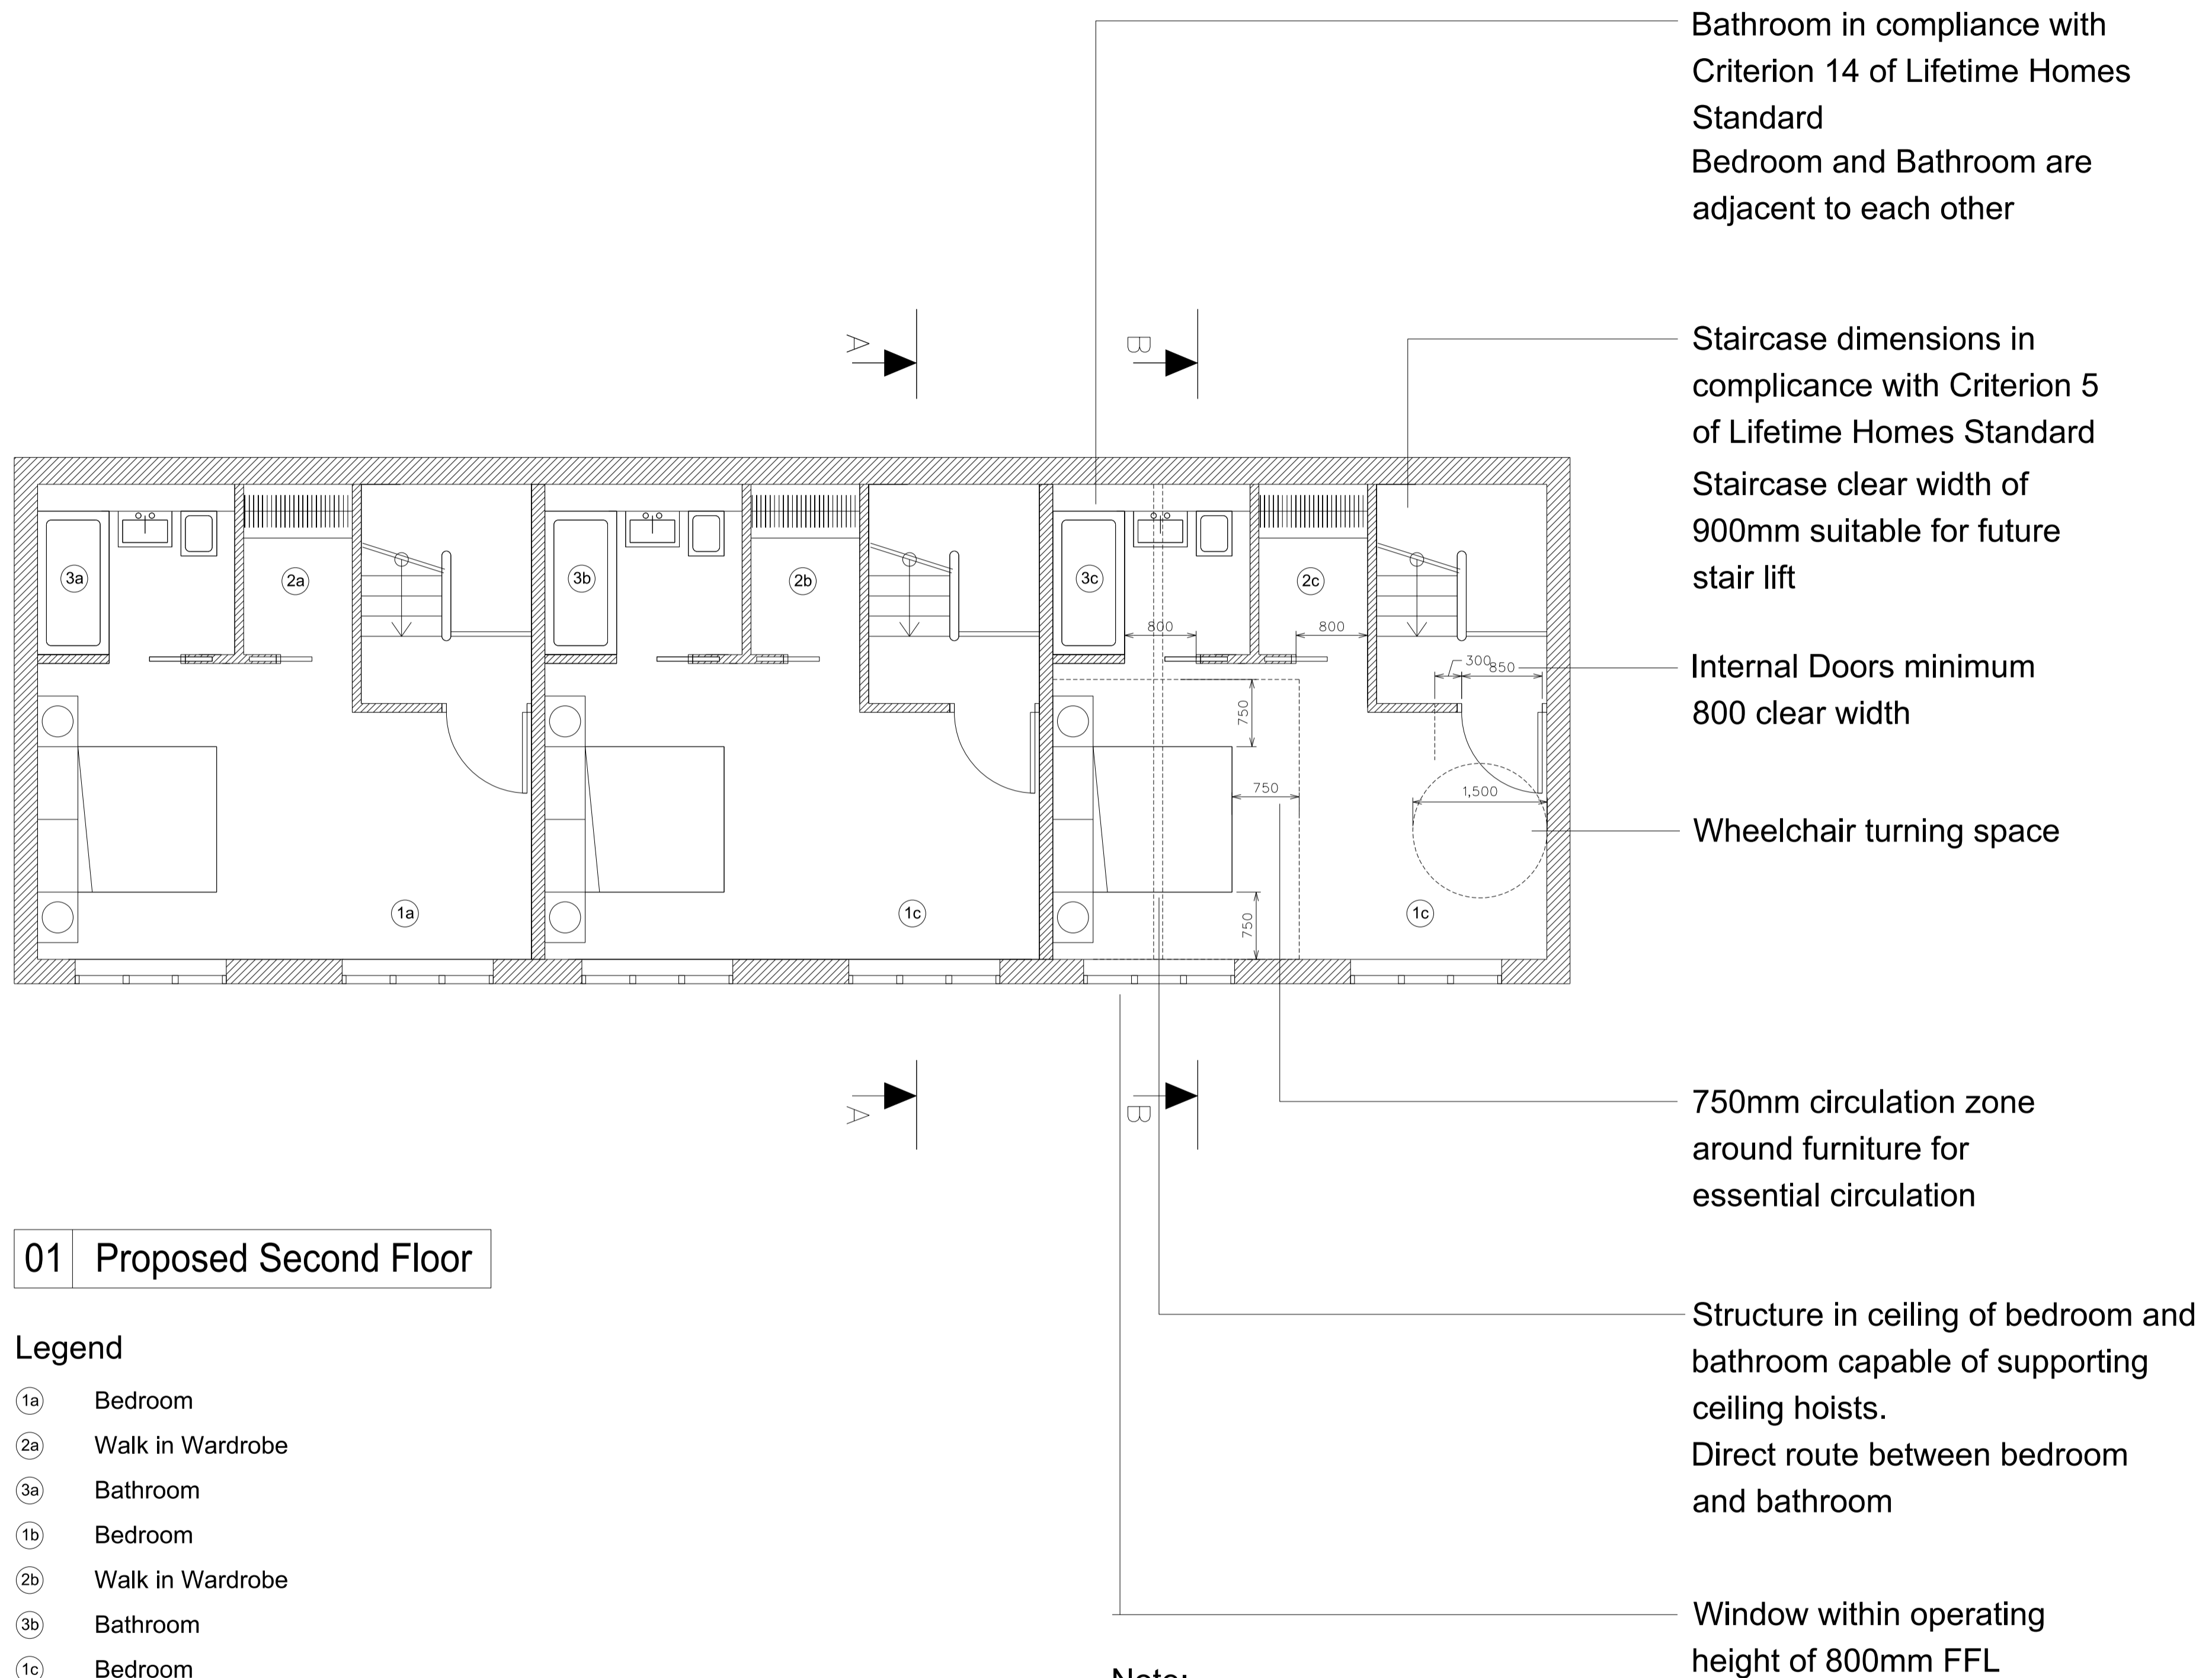 Bathroom in compliance with
Criterion 14 of Lifetime Homes
Standard
Bedroom and Bathroom are
adjacent to each other
A
B
Staircase dimensions in
complicance with Criterion 5
of Lifetime Homes Standard
Staircase clear width of
900mm suitable for future
stair lift
3a
2a
3b
2b
3c
2c
800
800
300
850
Internal Doors minimum
800 clear width
750
750
1,500
Wheelchair turning space
1a
1c
750
1c
A
B
750mm circulation zone
around furniture for
essential circulation
01 Proposed Second Floor
Structure in ceiling of bedroom and
bathroom capable of supporting
ceiling hoists.
Direct route between bedroom
and bathroom
Legend
1a Bedroom
2a Walk in Wardrobe
3a Bathroom
1b Bedroom
2b Walk in Wardrobe
3b Bathroom
1c Bedroom
Window within operating
height of 800mm FFL
Note: